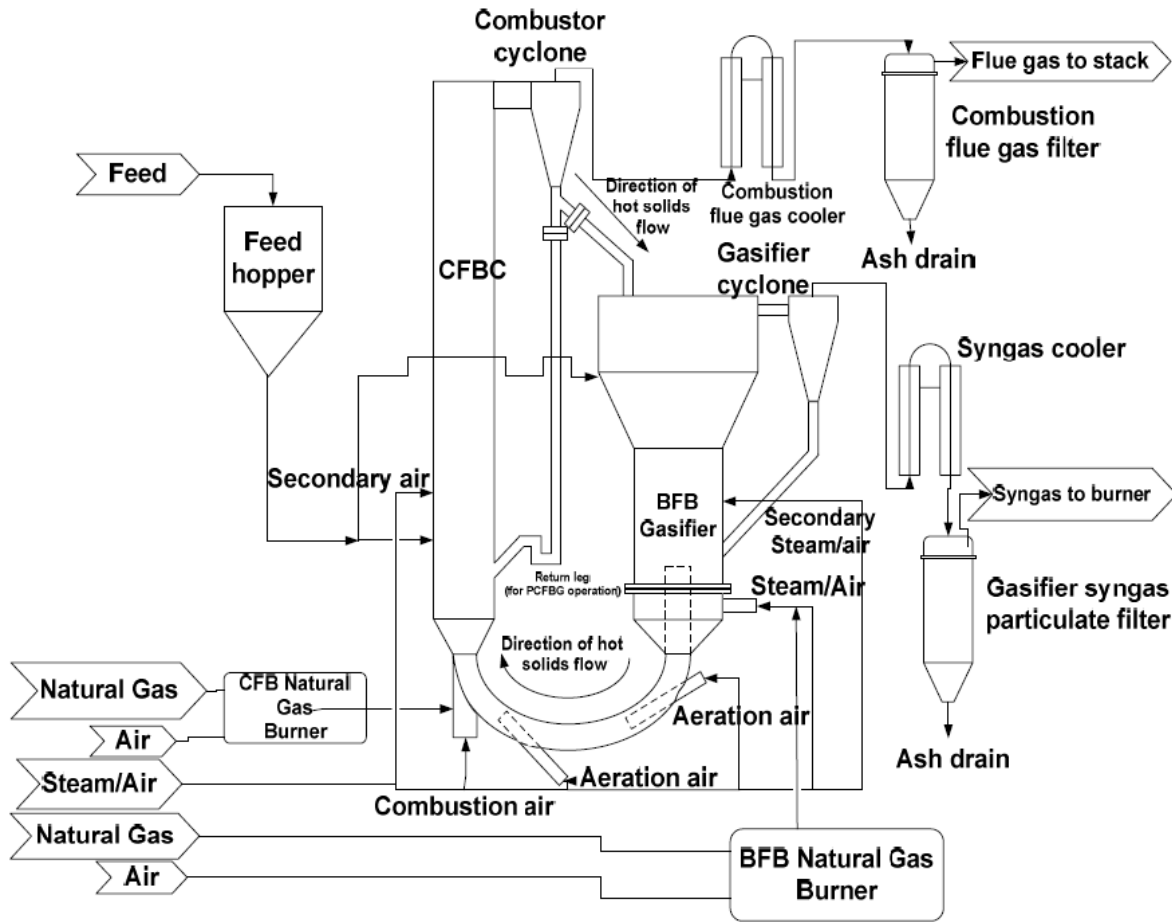 Combustor
cyclone
Flue gas to stack
Combustion
flue gas filter
Feed
Direction of
hot solids
flow
Combustion
flue gas cooler
Feed
hopper
CFBC
Ash drain
Gasifier
cyclone
Syngas cooler
Secondary air
BFB
Gasifier
Secondary
Steam/air
Syngas to burner
Return leg
(for PCFBG operation)
Steam/Air
Gasifier syngas
particulate filter
Direction of hot
solids flow
Natural Gas
CFB Natural
Gas
Burner
Air
Aeration air
Ash drain
Steam/Air
Aeration air
Combustion air
Natural Gas
Air
BFB Natural Gas
Burner